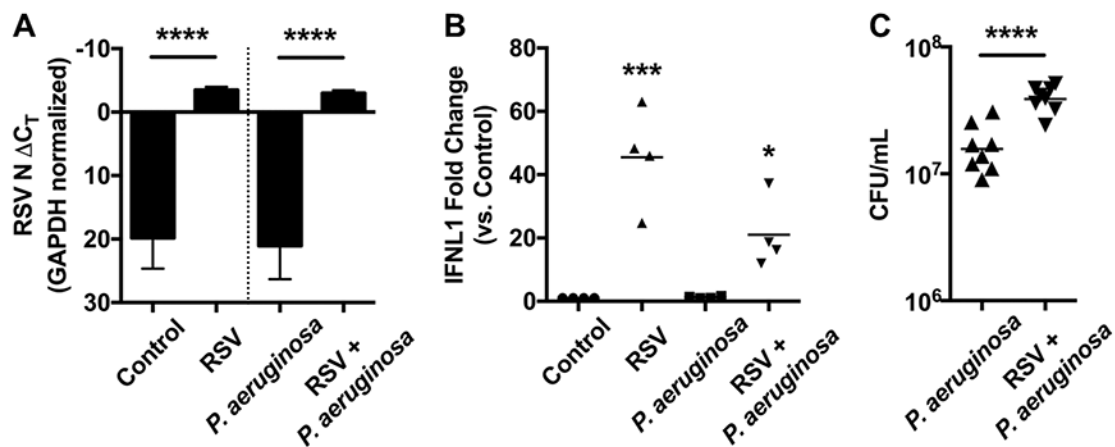 A
****
****
-10
0
10
20
30
RSV N ΔC_T
(GAPDH normalized)
Control
RSV
P. aeruginosa
RSV +
P. aeruginosa
B
80
60
40
20
0
IFNL1 Fold Change
(vs. Control)
***
*
Control
RSV
P. aeruginosa
RSV +
P. aeruginosa
C
****
10⁸
10⁷
10⁶
CFU/mL
P. aeruginosa
RSV +
P. aeruginosa